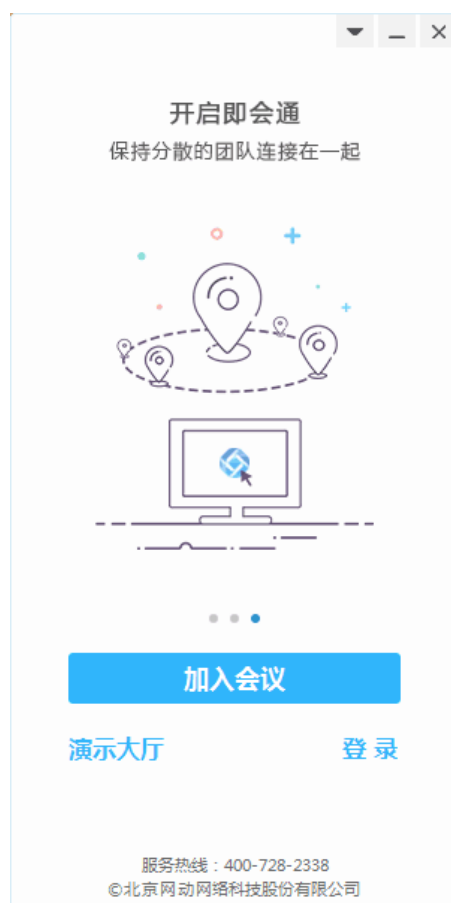 开启即会通
保持分散的团队连接在一起
加入会议
演示大厅
登 录
服务热线：400-728-2338
©北京网动网络科技股份有限公司